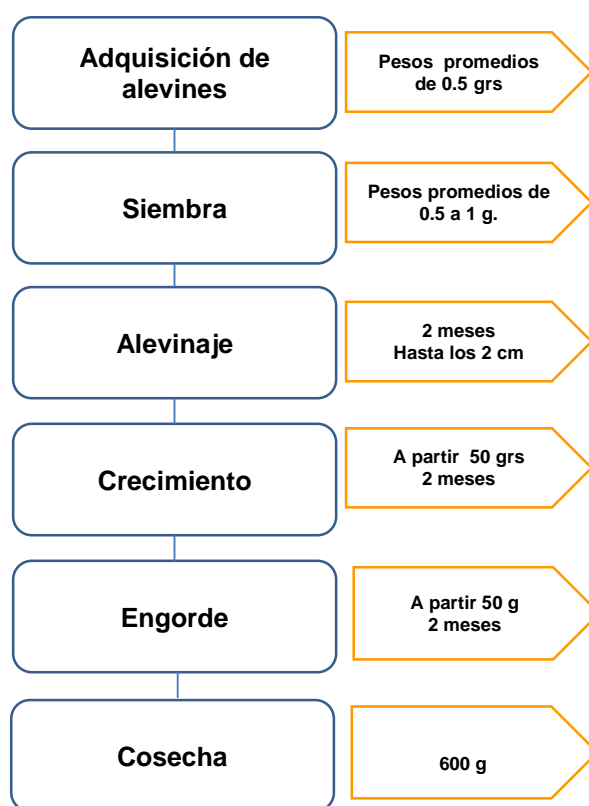 Adquisición de
alevines
Pesos promedios
de 0.5 grs
Siembra
Pesos promedios de
0.5 a 1 g.
Alevinaje
2 meses
Hasta los 2 cm
Crecimiento
A partir 50 grs
2 meses
Engorde
A partir 50 g
2 meses
Cosecha
600 g